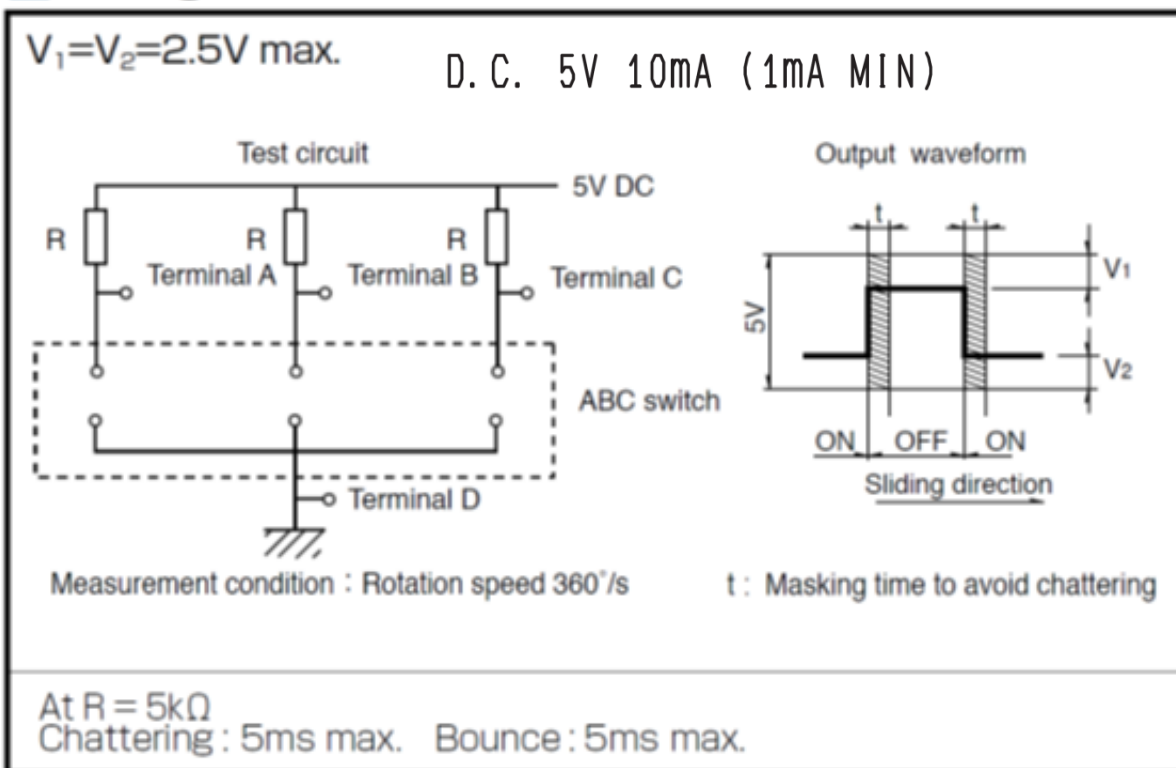 V₁=V₂=2.5V max.
D.C. 5V 10mA (1mA MIN)
Test circuit
Output waveform
5V DC
R
R
R
Terminal A
Terminal B
Terminal C
t
t
V1
5V
V2
ABC switch
ON
OFF
ON
Sliding direction
Terminal D
Measurement condition : Rotation speed 360°/s
t : Masking time to avoid chattering
At R = 5kΩ
Chattering : 5ms max. Bounce : 5ms max.